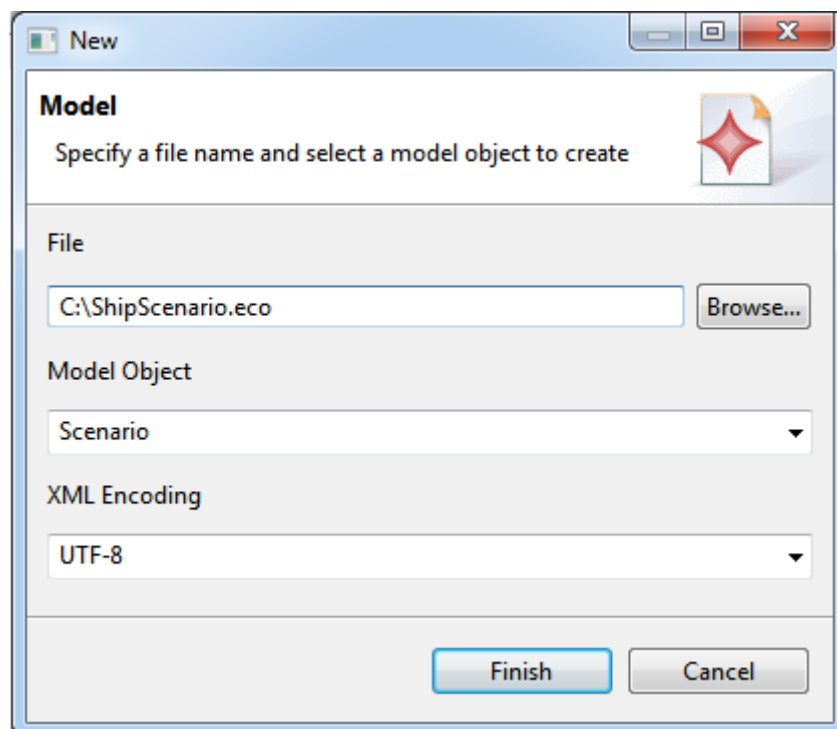 New
Model
Specify a file name and select a model object to create
File
C:\ShipScenario.eco
Browse...
Model Object
Scenario
XML Encoding
UTF-8
Finish
Cancel